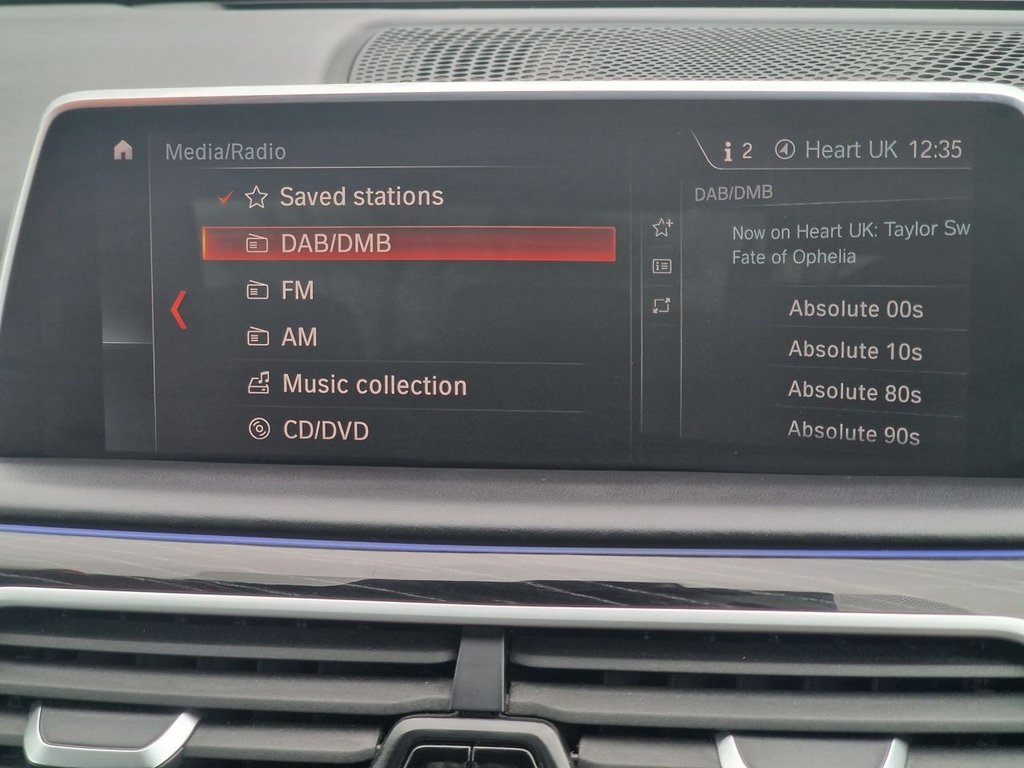 Media/Radio
i 2 Heart UK 12:35
Saved stations
DAB/DMB
FM
AM
Music collection
CD/DVD
DAB/DMB
Now on Heart UK: Taylor Sw
Fate of Ophelia
Absolute 00s
Absolute 10s
Absolute 80s
Absolute 90s